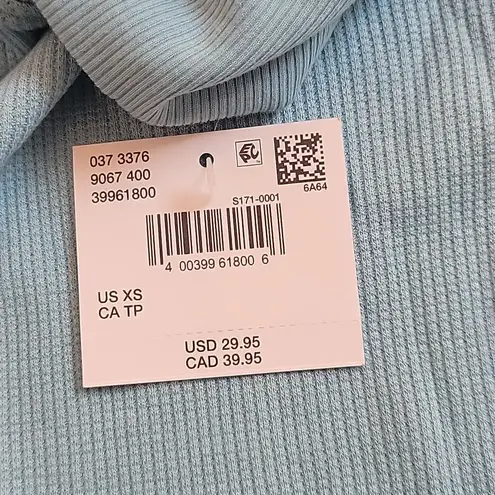 037 3376
9067 400
39961800
6A64
S171-0001
4 00399 61800 6
US XS
CA TP
USD 29.95
CAD 39.95